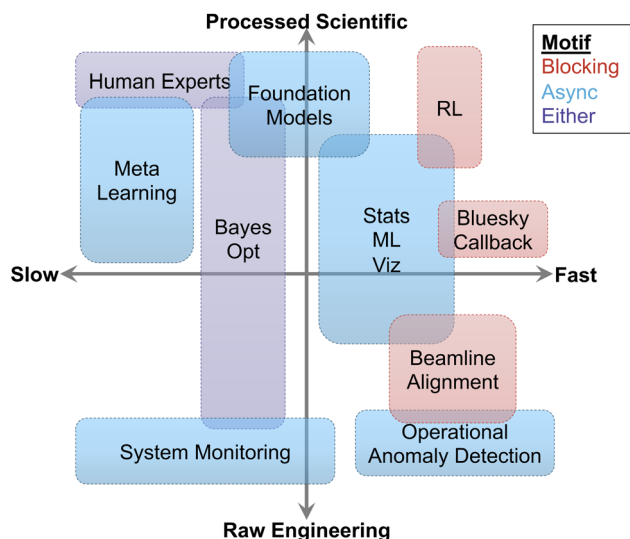 Processed Scientific
Motif
Blocking
Async
Either
Human Experts
Foundation
Models
RL
Meta
Learning
Bayes
Opt
Stats
ML
Viz
Bluesky
Callback
Slow
Fast
Beamline
Alignment
System Monitoring
Operational
Anomaly Detection
Raw Engineering